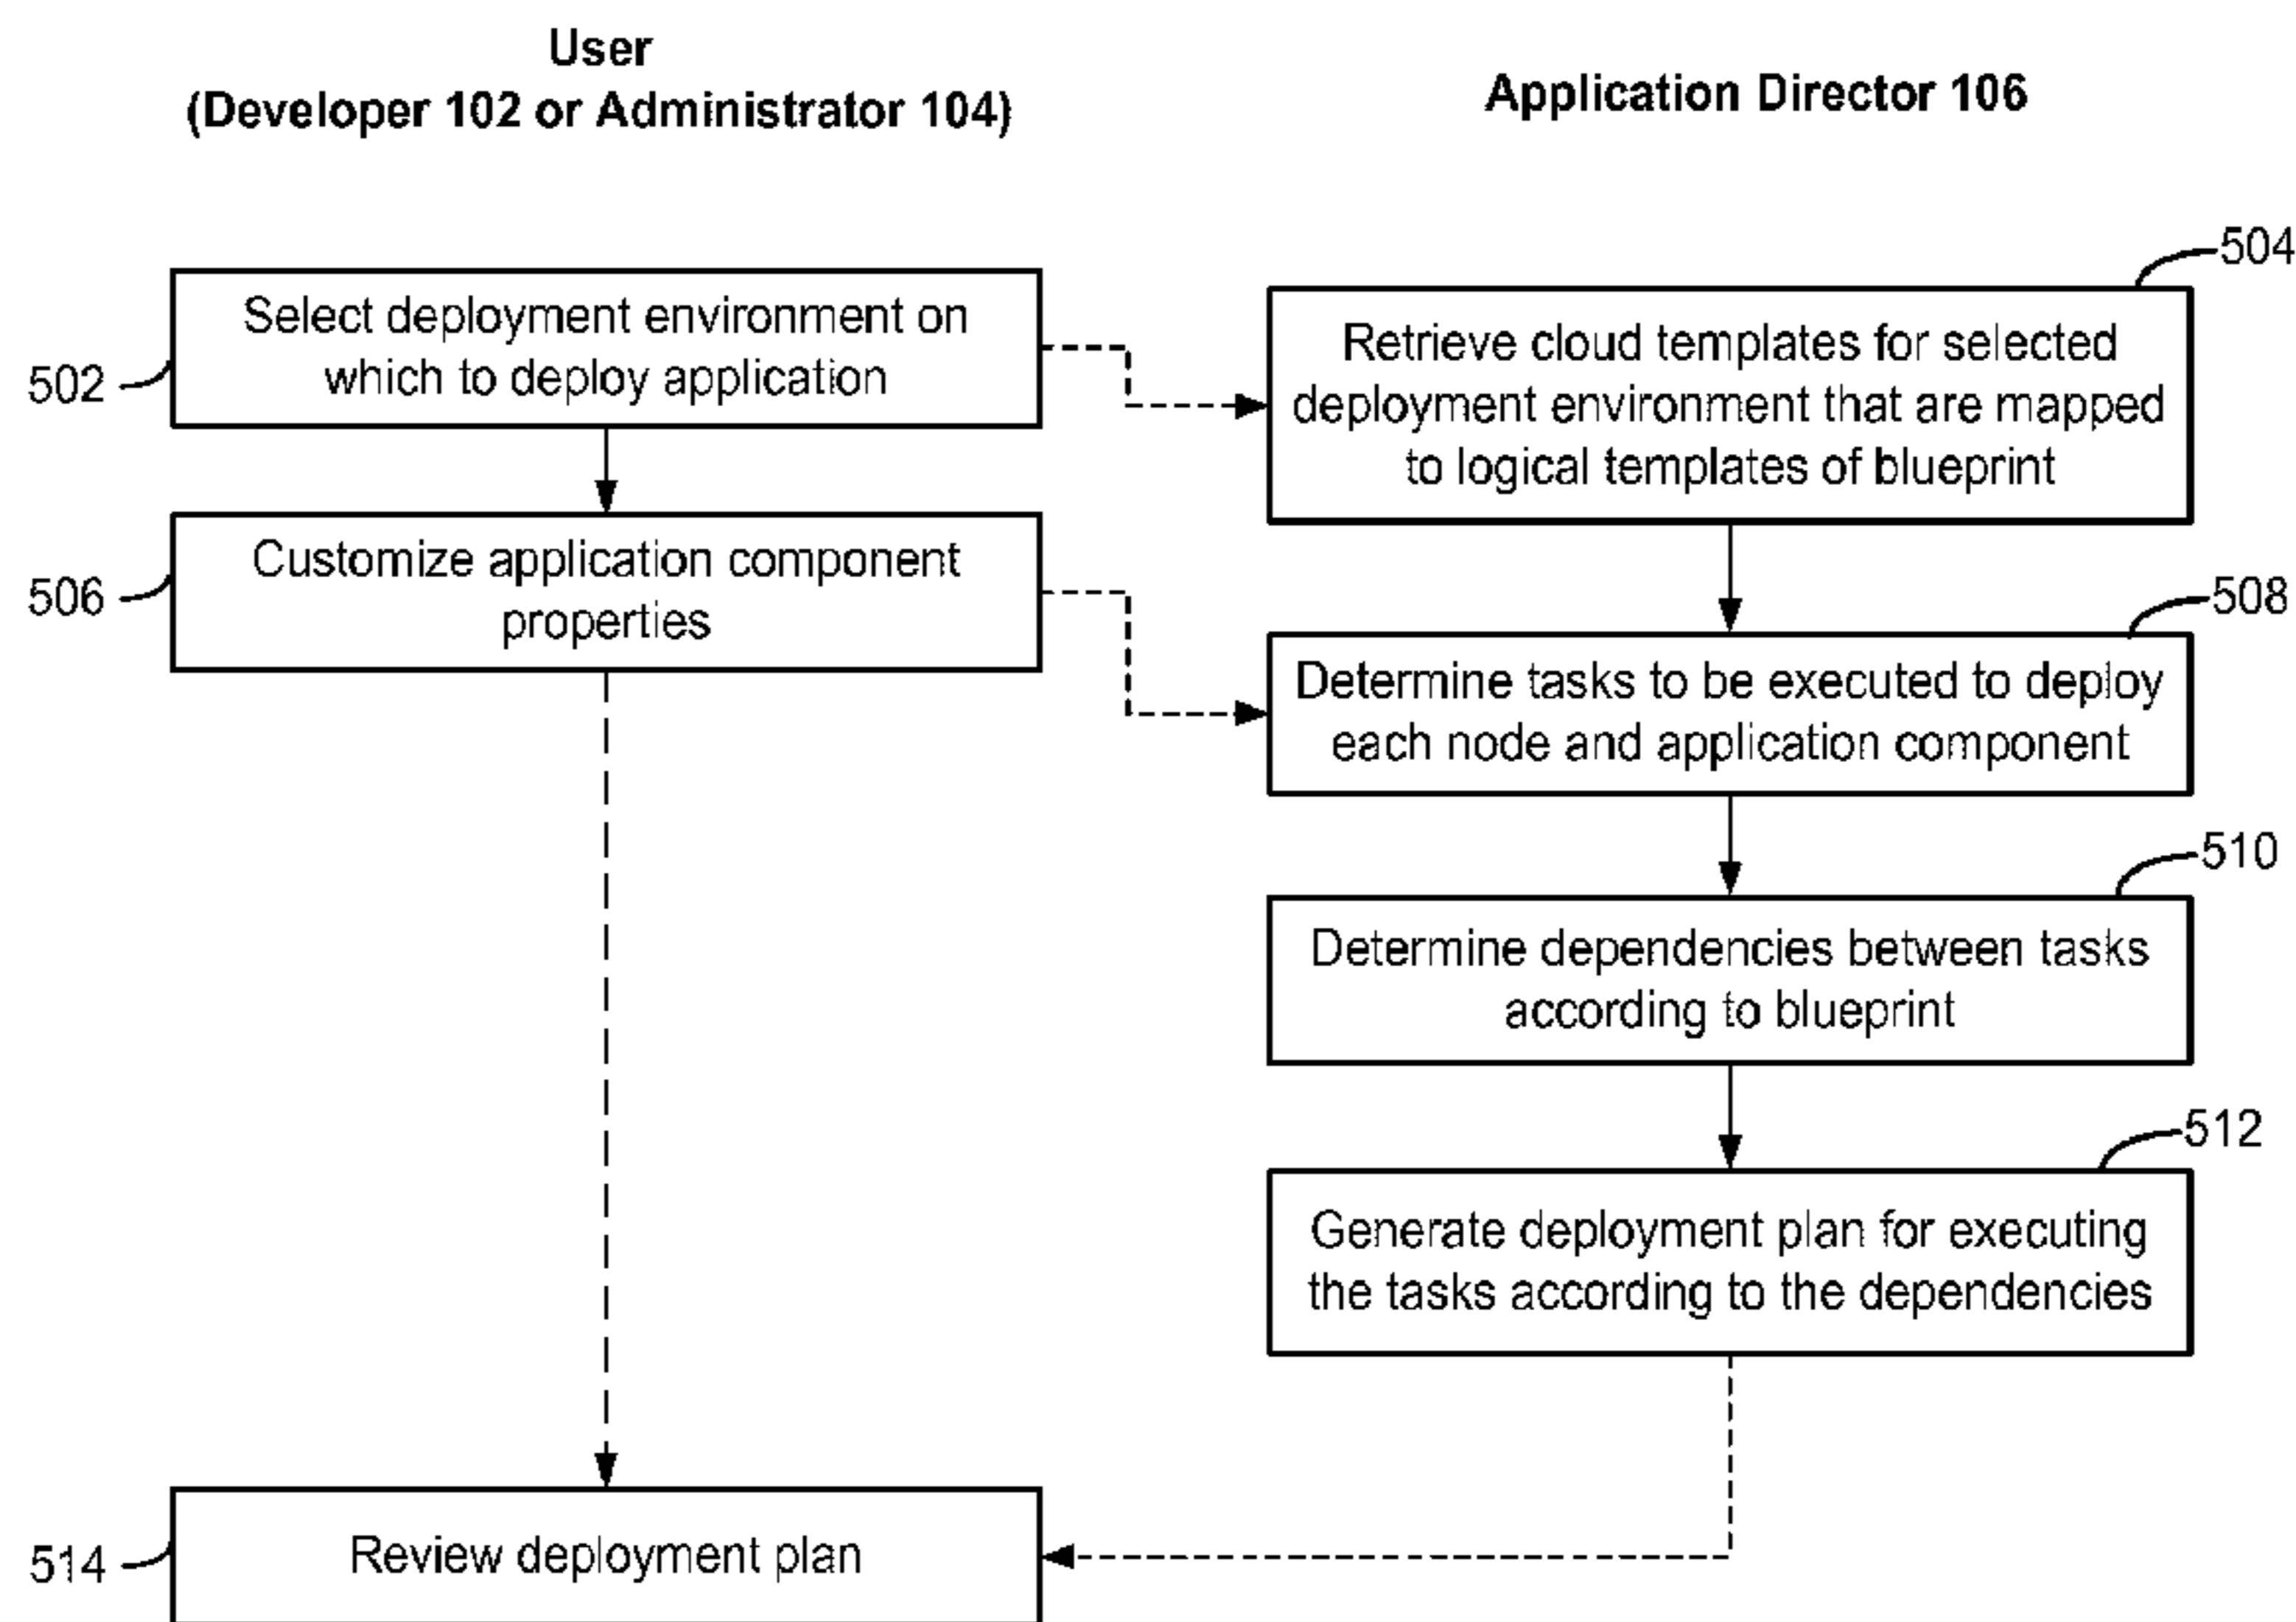 User
(Developer 102 or Administrator 104)
Application Director 106
502
Select deployment environment on
which to deploy application
504
Retrieve cloud templates for selected
deployment environment that are mapped
to logical templates of blueprint
506
Customize application component
properties
508
Determine tasks to be executed to deploy
each node and application component
510
Determine dependencies between tasks
according to blueprint
512
Generate deployment plan for executing
the tasks according to the dependencies
514
Review deployment plan